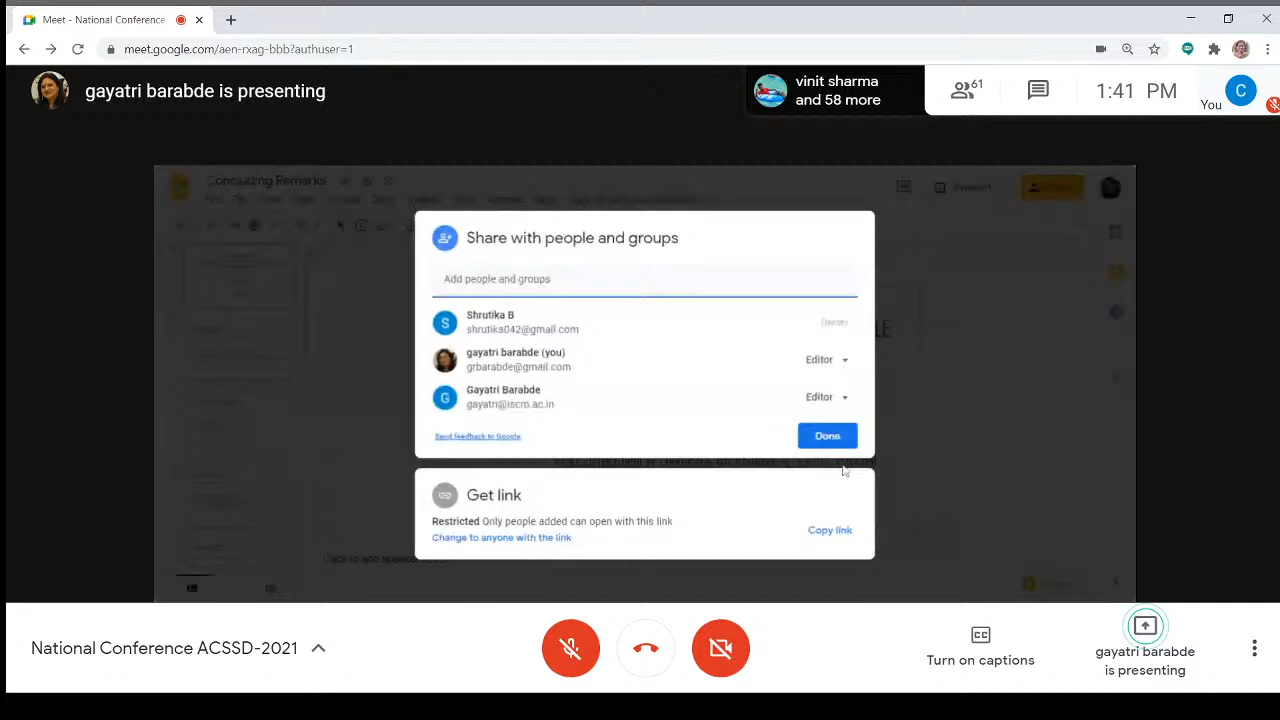 Meet - National Conference
meet.google.com/aen-rxag-bbb?authuser=1
gayatri barabde is presenting
vinit sharma
and 58 more
61
1:41 PM
You
C
Concluding Remarks
Share with people and groups
Add people and groups
S
Shrutika B
shrutika042@gmail.com
Owner
gayatri barabde (you)
grbarabde@gmail.com
Editor
G
Gayatri Barabde
gayatri@iscm.ac.in
Editor
Send feedback to Google
Done
Get link
Restricted Only people added can open with this link
Change to anyone with the link
Copy link
National Conference ACSSD-2021
Turn on captions
gayatri barabde
is presenting